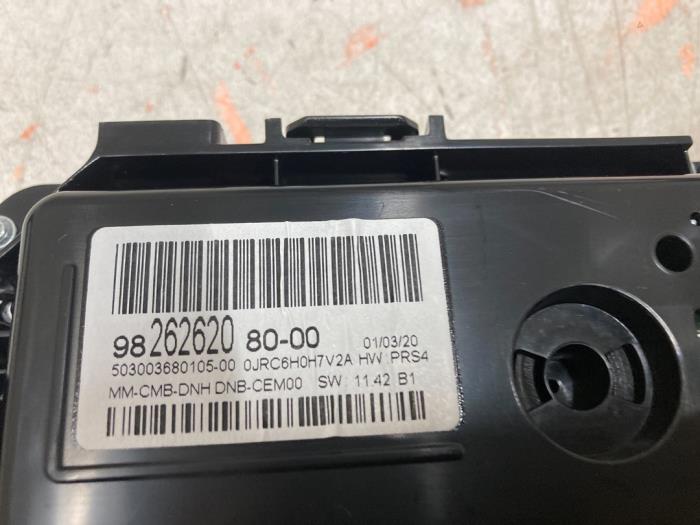 98 262620 80-00 01/03/20
503003680105-00 0JRC6H0H7V2A HW: PRS4
MM-CMB-DNH DNB-CEM00 SW: 11.42 B1